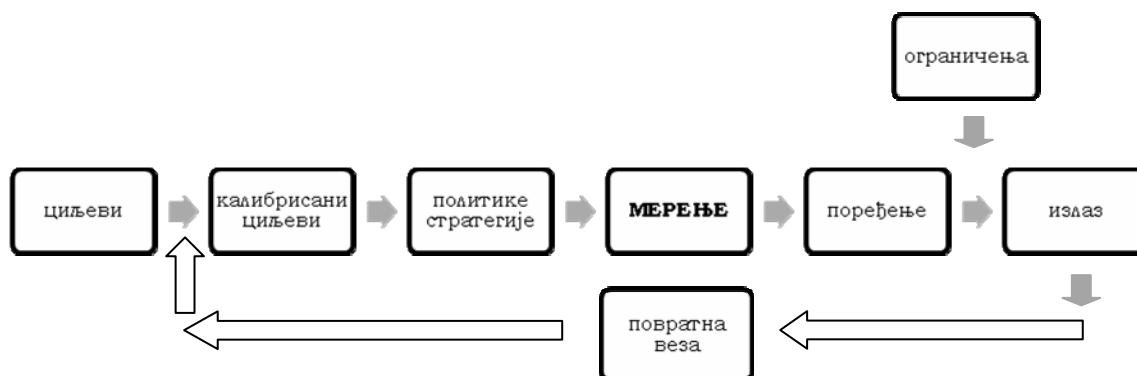 ограничења
циљеви
калибрисани
циљеви
политике
стратегије
МЕРЕЊЕ
поређење
излаз
повратна
веза